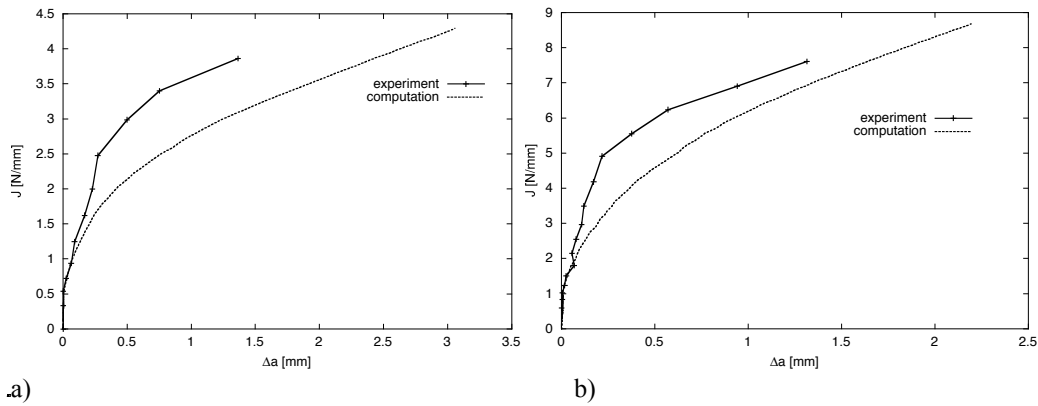 4.5
4
3.5
3
2.5
2
1.5
1
0.5
0
J [N/mm]
experiment
computation
0 0.5 1 1.5 2 2.5 3 3.5
Δa [mm]
a)
9
8
7
6
5
4
3
2
1
0
J [N/mm]
experiment
computation
0 0.5 1 1.5 2 2.5
Δa [mm]
b)